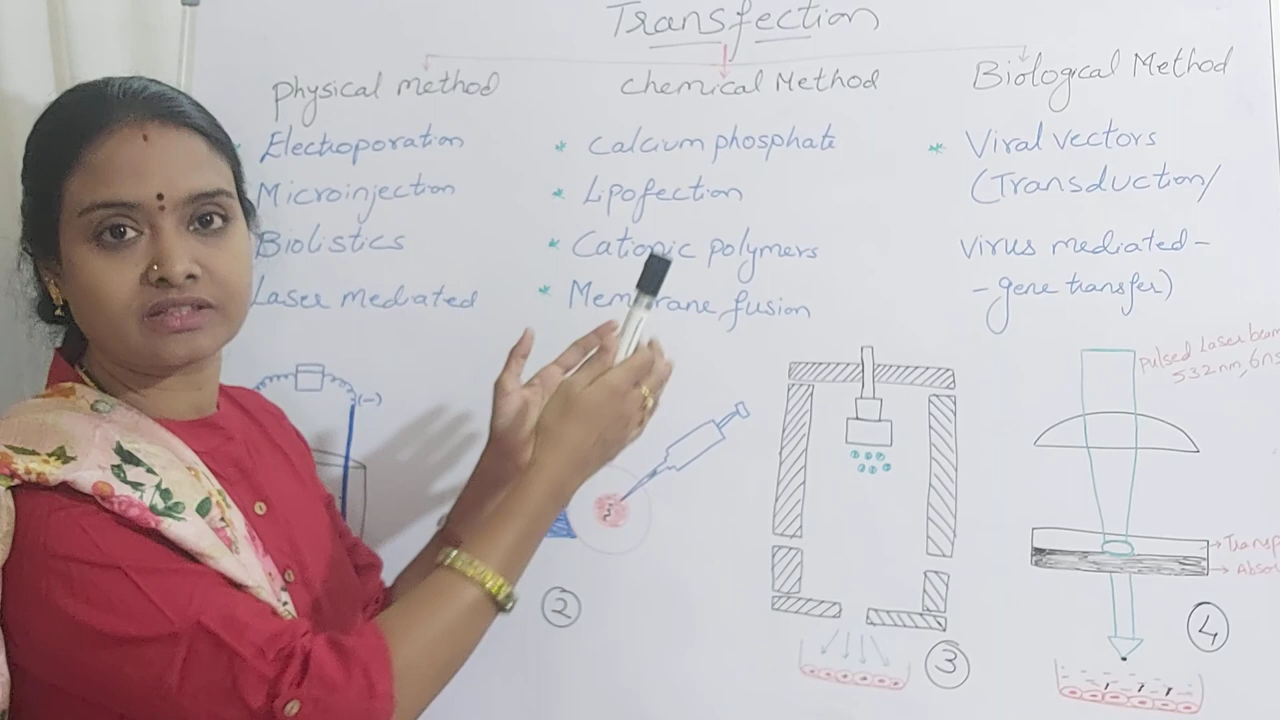 Transfection
Physical method
Electroporation
Microinjection
Biolistics
Laser mediated
Chemical Method
* Calcium phosphate
* Lipofection
* Cationic polymers
* Membrane fusion
Biological Method
* Viral vectors
(Transduction/
Virus mediated-
-gene transfer)
(-)
2
3
pulsed Laser beam
532nm, 6ns
4